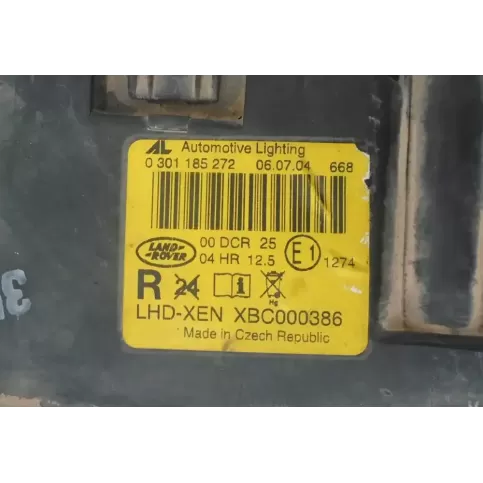 AL Automotive Lighting
0 301 185 272 06.07.04 668
LAND-ROVER
00 DCR 25
04 HR 12.5
E1 1274
R 24 i Hg
LHD-XEN XBC000386
Made in Czech Republic